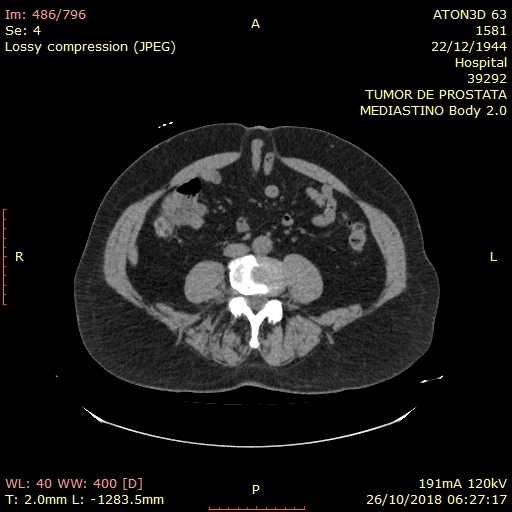 Im: 486/796
Se: 4
Lossy compression (JPEG)
A
ATON3D 63
1581
22/12/1944
Hospital
39292
TUMOR DE PROSTATA
MEDIASTINO Body 2.0
R
L
WL: 40 WW: 400 [D]
T: 2.0mm L: -1283.5mm
P
191mA 120kV
26/10/2018 06:27:17